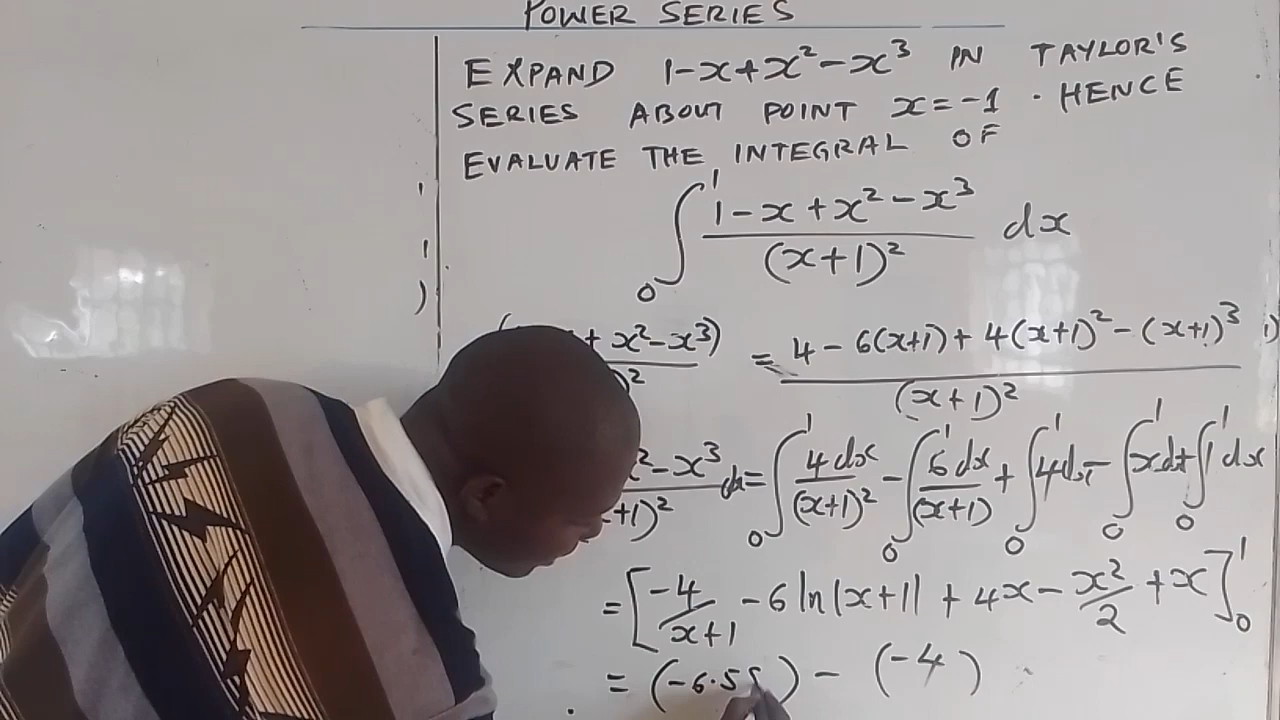 POWER SERIES
EXPAND 1-x+x²-x³ IN TAYLOR'S
SERIES ABOUT POINT x=-1. HENCE
EVALUATE THE INTEGRAL OF
∫₀¹ (1-x+x²-x³)/(x+1)² dx
+ x²-x³) = (4-6(x+1)+4(x+1)²-(x+1)³)/(x+1)²
²-x³/(x+1)² dx = ∫₀¹ 4dx/(x+1)² - ∫₀¹ 6dx/(x+1) + ∫₀¹ 4dx - ∫₀¹ xdx + ∫₀¹ 1dx
= [-4/(x+1) - 6ln|x+1| + 4x - x²/2 + x]₀¹
= (-6.5) - (-4)